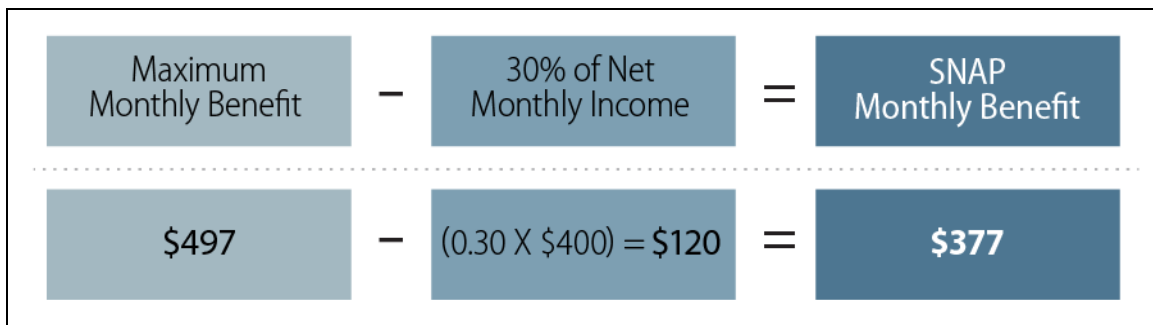 Maximum
Monthly Benefit
–
30% of Net
Monthly Income
=
SNAP
Monthly Benefit
$497
–
(0.30 X $400) = $120
=
$377